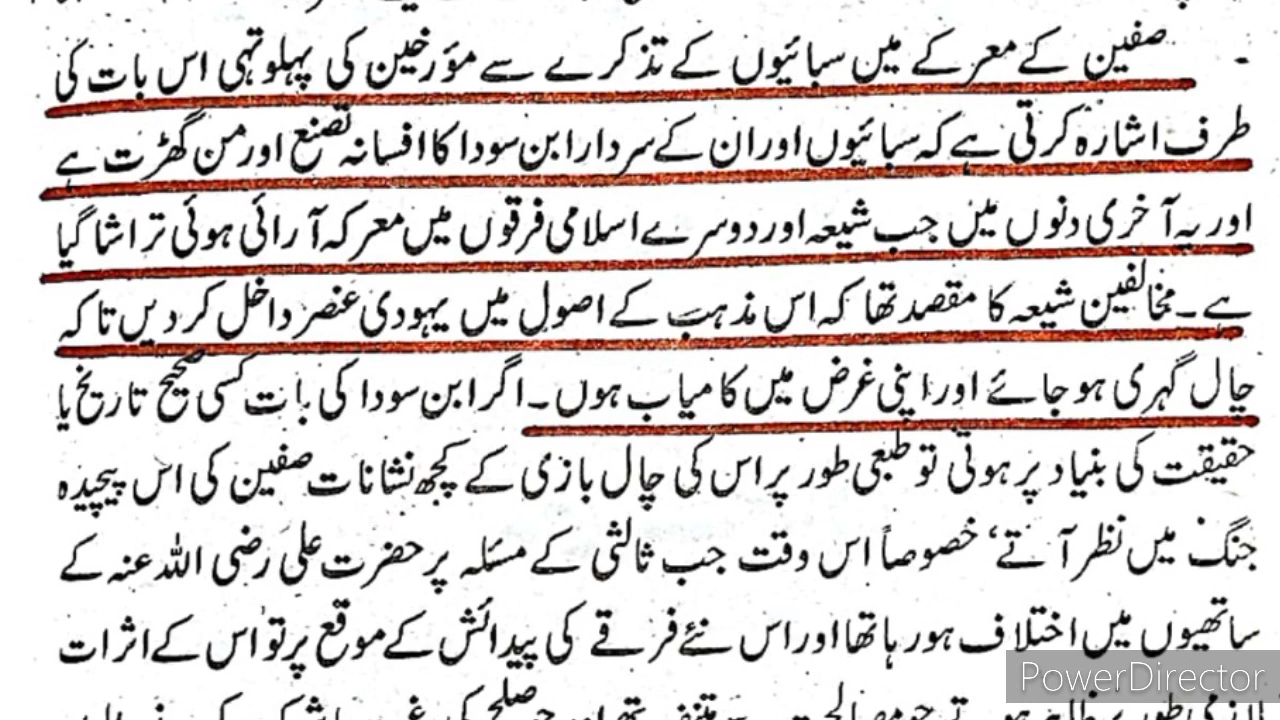 صفین کے معرکے میں سبائیوں کے تذکرے سے مؤرخین کی پہلوتہی اس بات کی
طرف اشارہ کرتی ہے کہ سبائیوں اور ان کے سردار ابن سودا کا افسانہ تصنع اور من گھڑت ہے
اور یہ آخری دنوں میں جب شیعہ اور دوسرے اسلامی فرقوں میں معرکہ آرائی ہوئی تراشا گیا
ہے۔ مخالفین شیعہ کا مقصد تھا کہ اس مذہب کے اصول میں یہودی عنصر داخل کردیں تاکہ
چال گہری ہو جائے اور اپنی غرض میں کامیاب ہوں۔ اگر ابن سودا کی بات کسی صحیح تاریخ یا
حقیقت کی بنیاد پر ہوتی تو طبعی طور پر اس کی چال بازی کے کچھ نشانات صفین کی اس پیچیدہ
جنگ میں نظر آتے، خصوصاً اس وقت جب ثالثی کے مسئلہ پر حضرت علی رضی اللہ عنہ کے
ساتھیوں میں اختلاف ہو رہا تھا اور اس نئے فرقے کی پیدائش کے موقع پر تو اس کے اثرات
PowerDirector